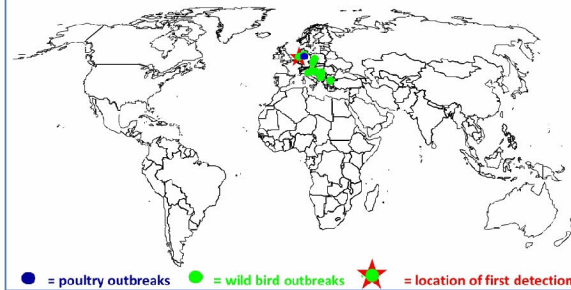 = poultry outbreaks = wild bird outbreaks = location of first detection